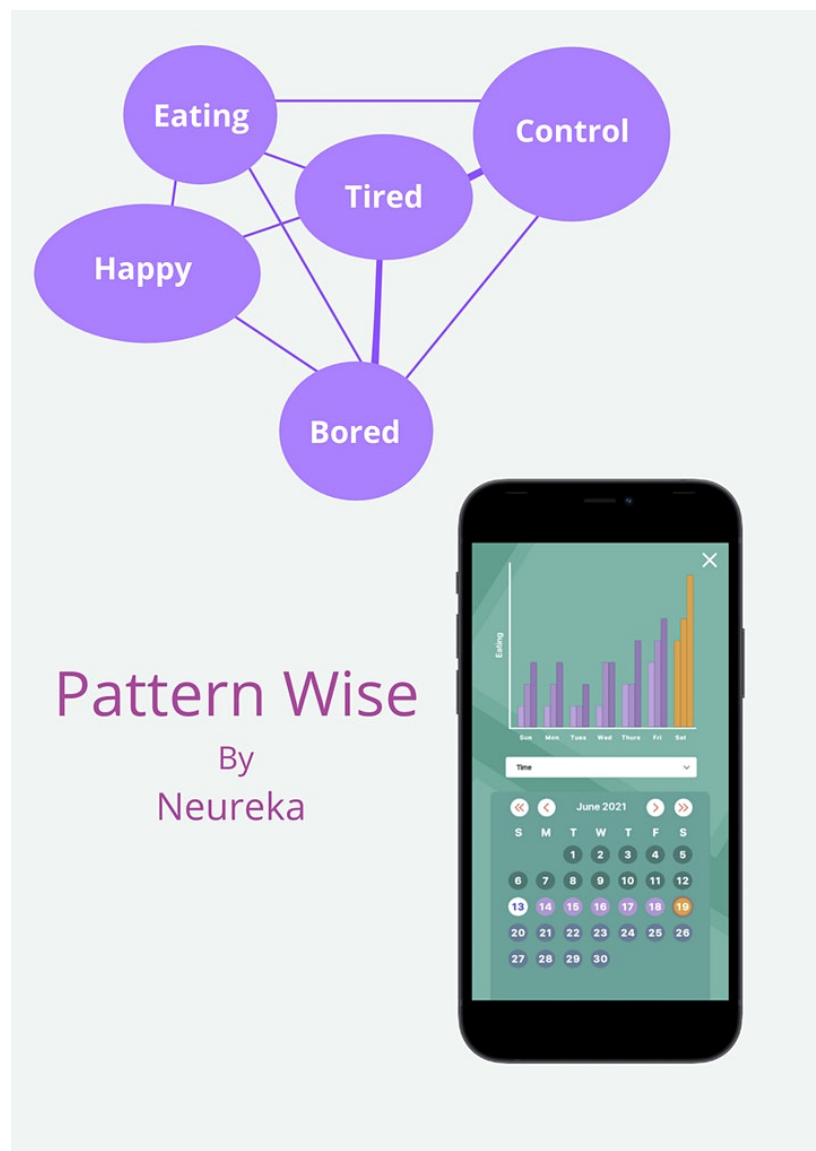 Eating
Control
Tired
Happy
Bored
Pattern Wise
By
Neureka
Eating
Sun Mon Tues Wed Thurs Fri Sat
Time
June 2021
S M T W T F S
1 2 3 4 5
6 7 8 9 10 11 12
13 14 15 16 17 18 19
20 21 22 23 24 25 26
27 28 29 30